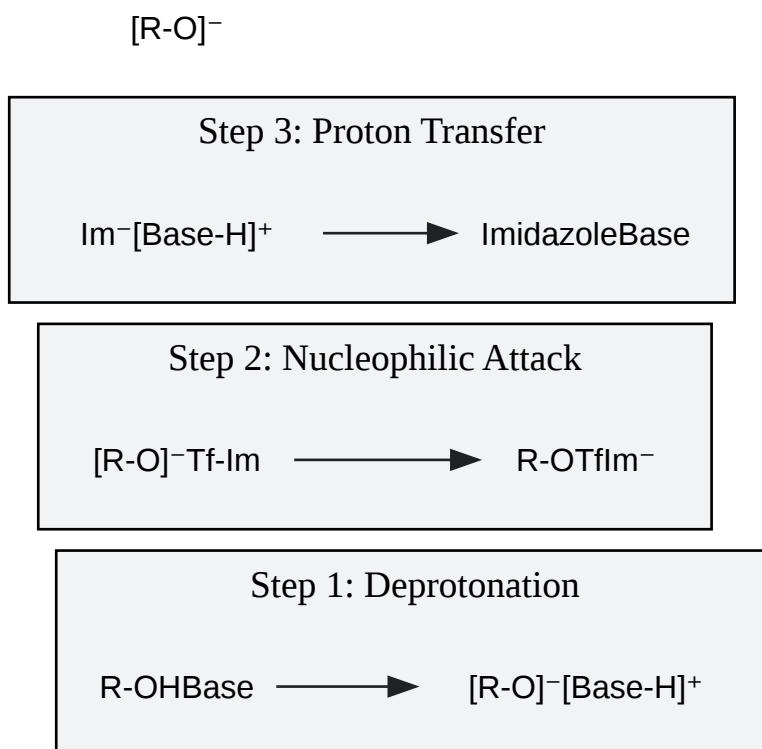 [R-O]⁻
Step 3: Proton Transfer
Im⁻[Base-H]⁺ ImidazoleBase
Step 2: Nucleophilic Attack
[R-O]⁻Tf-Im R-OTfIm⁻
Step 1: Deprotonation
R-OHBase [R-O]⁻[Base-H]⁺